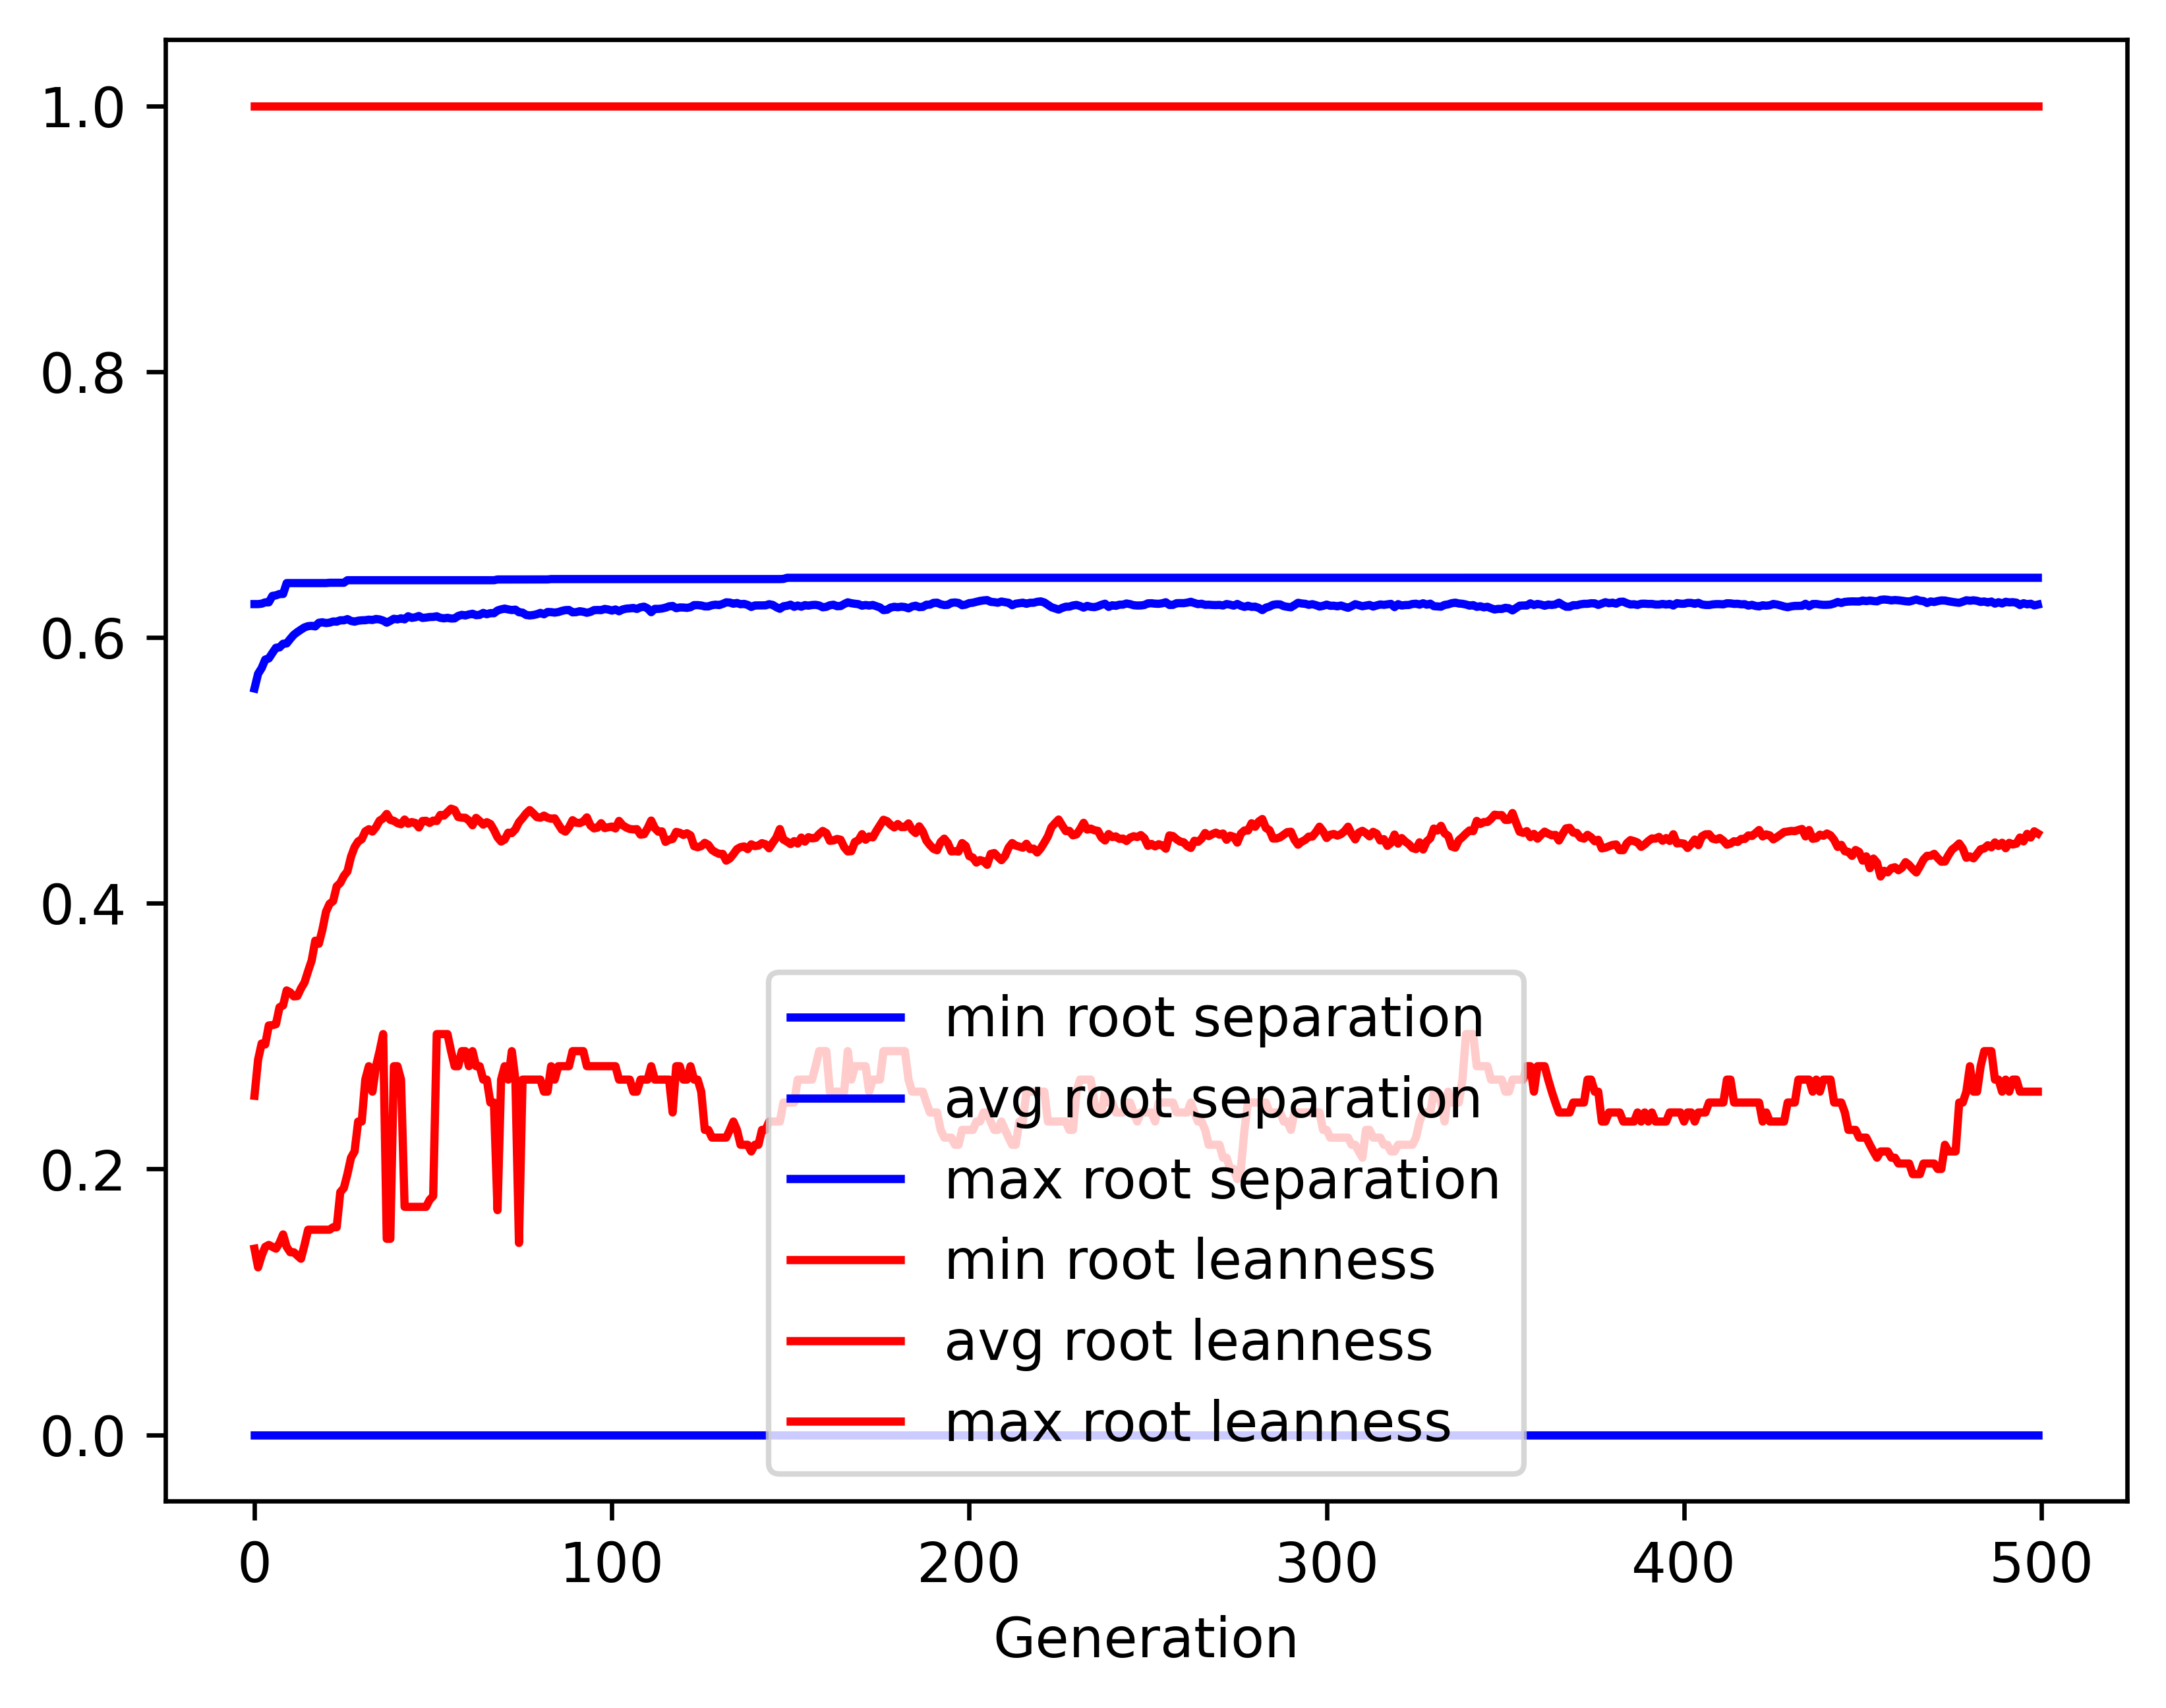 1.0
0.8
0.6
0.4
0.2
0.0
min root separation
avg root separation
max root separation
min root leanness
avg root leanness
max root leanness
0 100 200 300 400 500
Generation